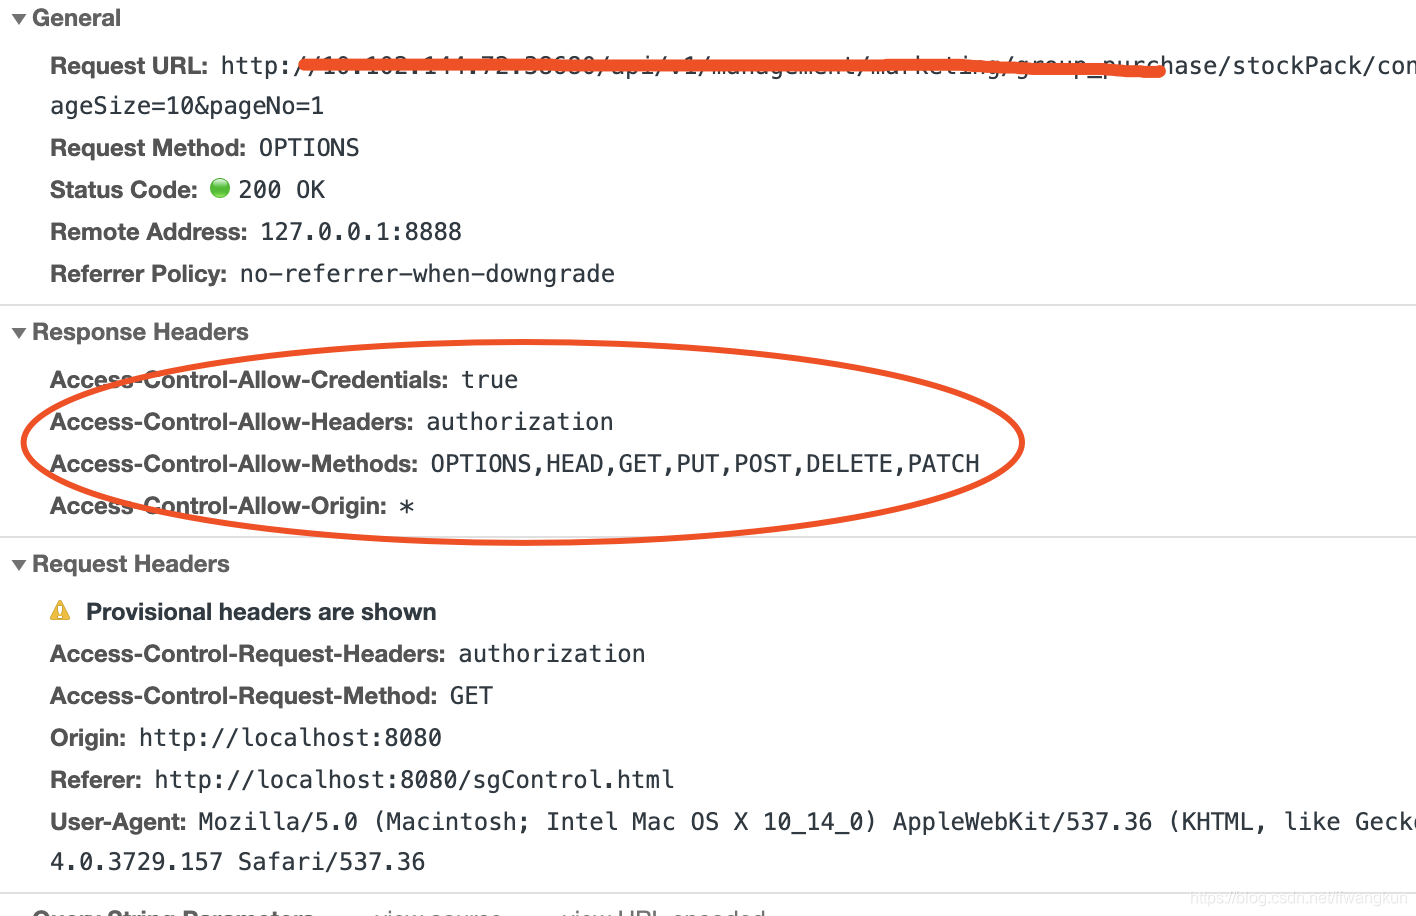 General
Request URL: http:/ hase/stockPack/con
ageSize=10&pageNo=1
Request Method: OPTIONS
Status Code: 200 OK
Remote Address: 127.0.0.1:8888
Referrer Policy: no-referrer-when-downgrade
Response Headers
Access-Control-Allow-Credentials: true
Access-Control-Allow-Headers: authorization
Access-Control-Allow-Methods: OPTIONS,HEAD,GET,PUT,POST,DELETE,PATCH
Access-Control-Allow-Origin: *
Request Headers
Provisional headers are shown
Access-Control-Request-Headers: authorization
Access-Control-Request-Method: GET
Origin: http://localhost:8080
Referer: http://localhost:8080/sgControl.html
User-Agent: Mozilla/5.0 (Macintosh; Intel Mac OS X 10_14_0) AppleWebKit/537.36 (KHTML, like Geck
4.0.3729.157 Safari/537.36
https://blog.csdn.net/ffwangkun
Query String Parameters view source view URL encoded